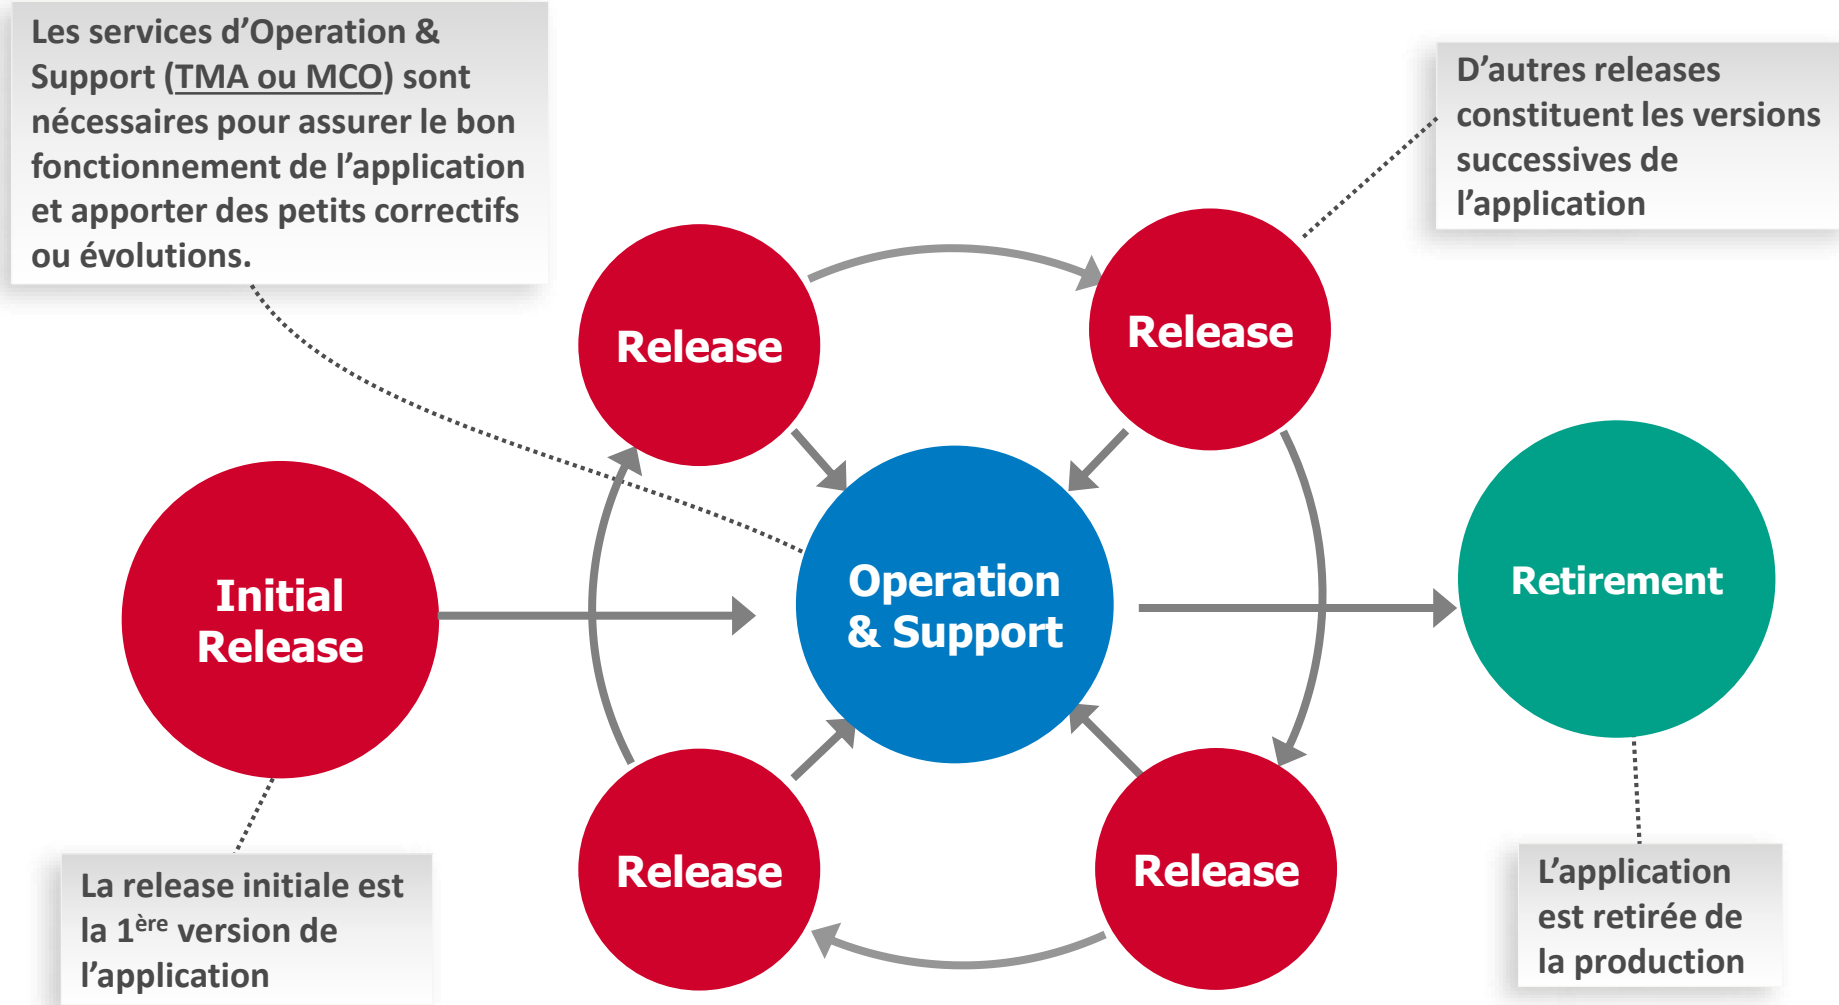 Les services d’Operation &
Support (TMA ou MCO) sont
nécessaires pour assurer le bon
fonctionnement de l’application
et apporter des petits correctifs
ou évolutions.
D’autres releases
constituent les versions
successives de
l’application
Release
Release
Initial
Release
Operation
& Support
Retirement
Release
Release
La release initiale est
la 1ère version de
l’application
L’application
est retirée de
la production